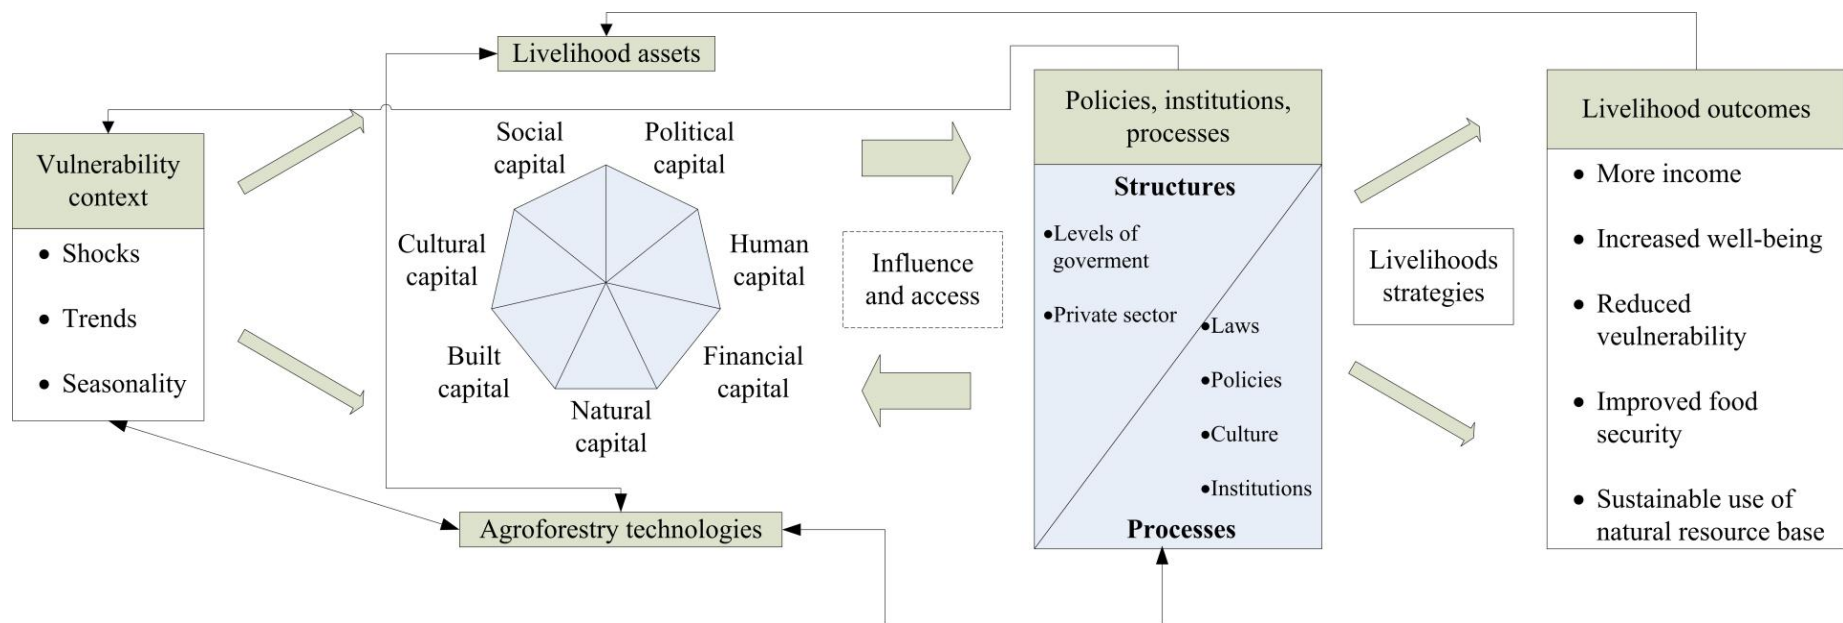 Livelihood assets
Vulnerability
context
• Shocks
• Trends
• Seasonality
Social
capital
Political
capital
Cultural
capital
Human
capital
Built
capital
Financial
capital
Natural
capital
Agroforestry technologies
Influence
and access
Policies, institutions,
processes
Structures
•Levels of
goverment
•Private sector
•Laws
•Policies
•Culture
•Institutions
Processes
Livelihoods
strategies
Livelihood outcomes
• More income
• Increased well-being
• Reduced
veulnerability
• Improved food
security
• Sustainable use of
natural resource base